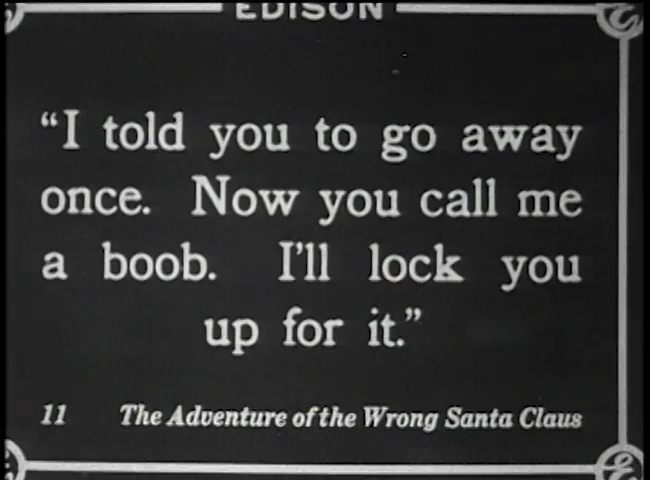 EDISON
“I told you to go away
once. Now you call me
a boob. I'll lock you
up for it.”
11 The Adventure of the Wrong Santa Claus